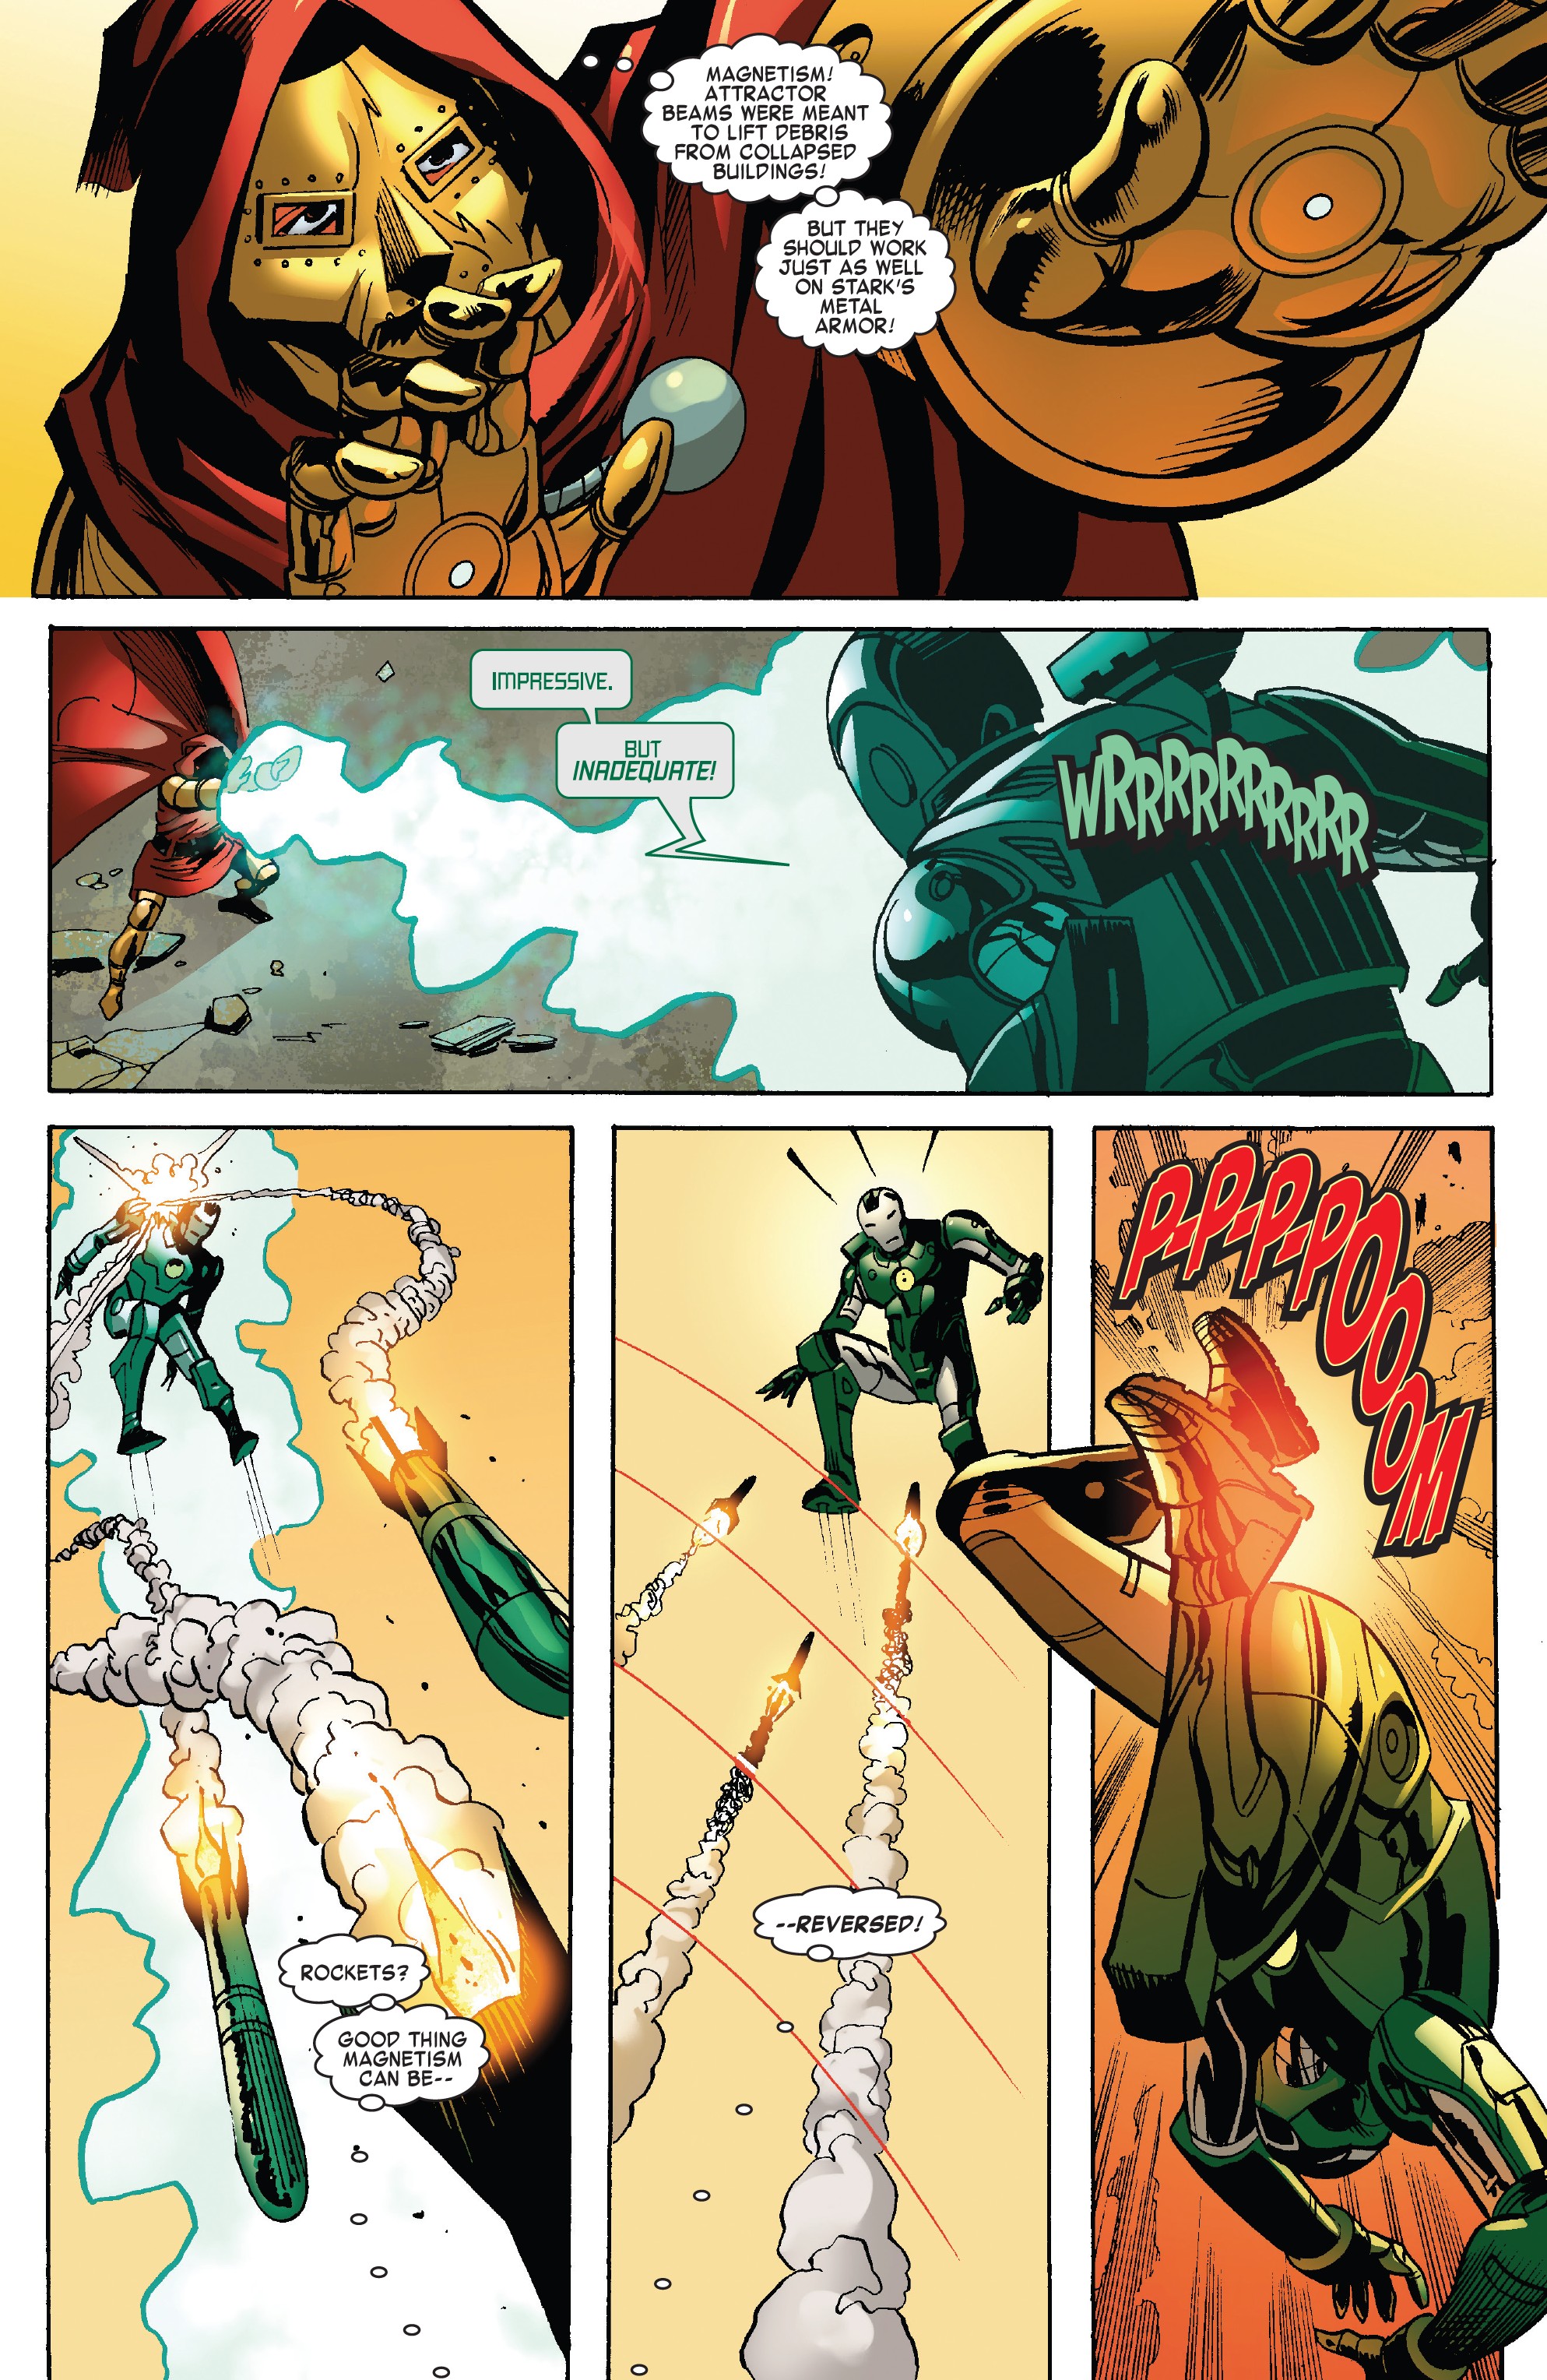 MAGNETISM!
ATTRACTOR
BEAMS WERE MEANT
TO LIFT DEBRIS
FROM COLLAPSED
BUILDINGS!
BUT THEY
SHOULD WORK
JUST AS WELL
ON STARK'S
METAL
ARMOR!
IMPRESSIVE.
BUT
INADEQUATE!
WRRRRRRRRRR
ROCKETS?
GOOD THING
MAGNETISM
CAN BE--
--REVERSED!
P-P-P-POOOOM